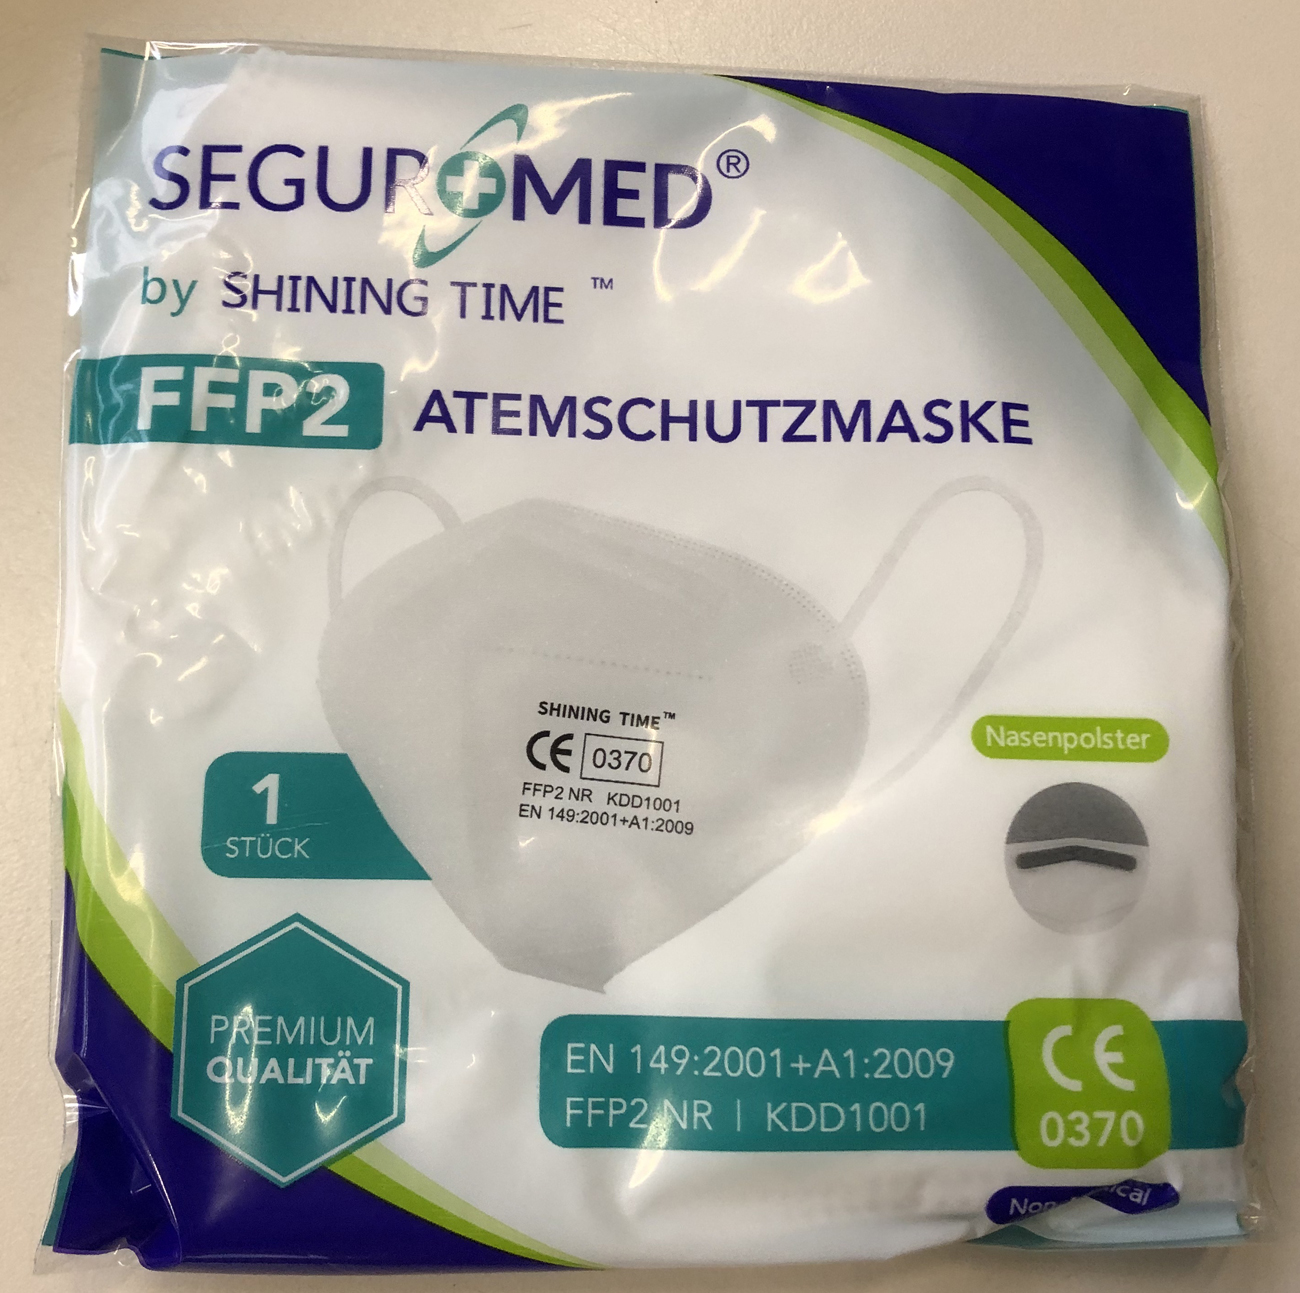 SEGUROMED®
by SHINING TIME™
FFP2 ATEMSCHUTZMASKE
SHINING TIME™
CE 0370
FFP2 NR KDD1001
EN 149:2001+A1:2009
Nasenpolster
1
STÜCK
PREMIUM
QUALITÄT
EN 149:2001+A1:2009
FFP2 NR | KDD1001
CE
0370